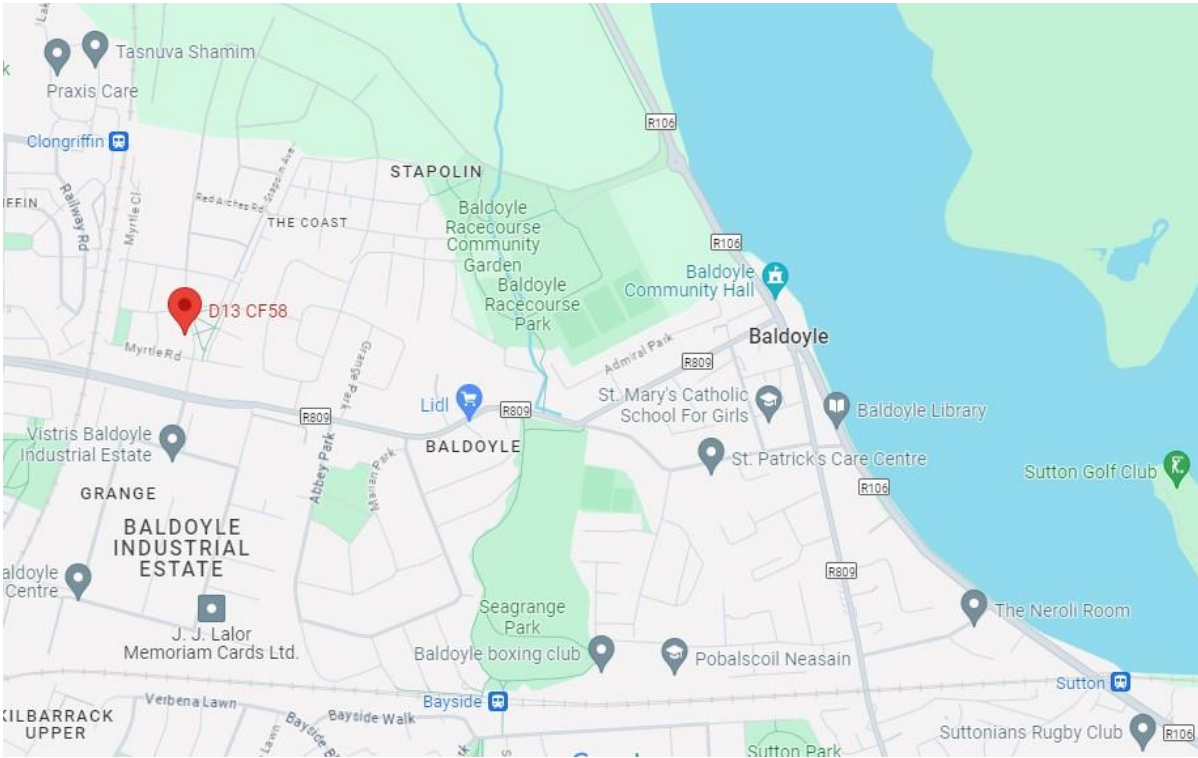 Tasnuva Shamim
Praxis Care
R106
Clongriffin
STAPOLIN
Railway Rd
Myrtle Cl
Red Arches Rd
Stapolin Ave
THE COAST
Baldoyle
Racecourse
Community
Garden
R106
Baldoyle
Community Hall
Baldoyle
Racecourse
Park
D13 CF58
Myrtle Rd
Grange Park
Admiral Park
Baldoyle
R809
St. Mary's Catholic
School For Girls
Lidl
R809
R809
Baldoyle Library
Vistris Baldoyle
Industrial Estate
Abbey Park
BALDOYLE
Marian Park
St. Patrick's Care Centre
Sutton Golf Club
R106
GRANGE
BALDOYLE
INDUSTRIAL
ESTATE
aldoyle
Centre
R809
J. J. Lalor
Memoriam Cards Ltd.
Seagrange
Park
The Neroli Room
Baldoyle boxing club
Pobalscoil Neasain
Sutton
Verbena Lawn
Bayside
KILBARRACK
UPPER
Bayside Walk
Lawn
Sutton Park
Suttonians Rugby Club
R106